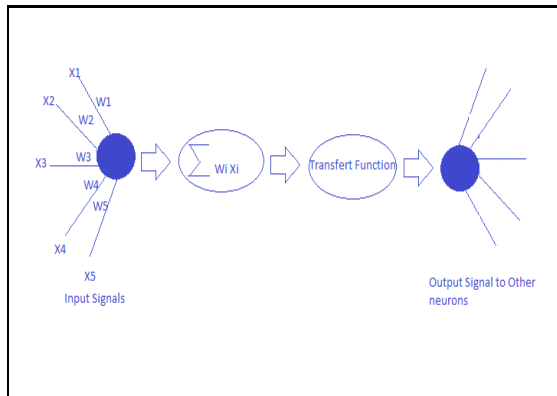 X1
W1
X2
W2
W3
X3
W4
W5
X4
X5
Input Signals
∑ Wi Xi
Transfert Function
Output Signal to Other
neurons